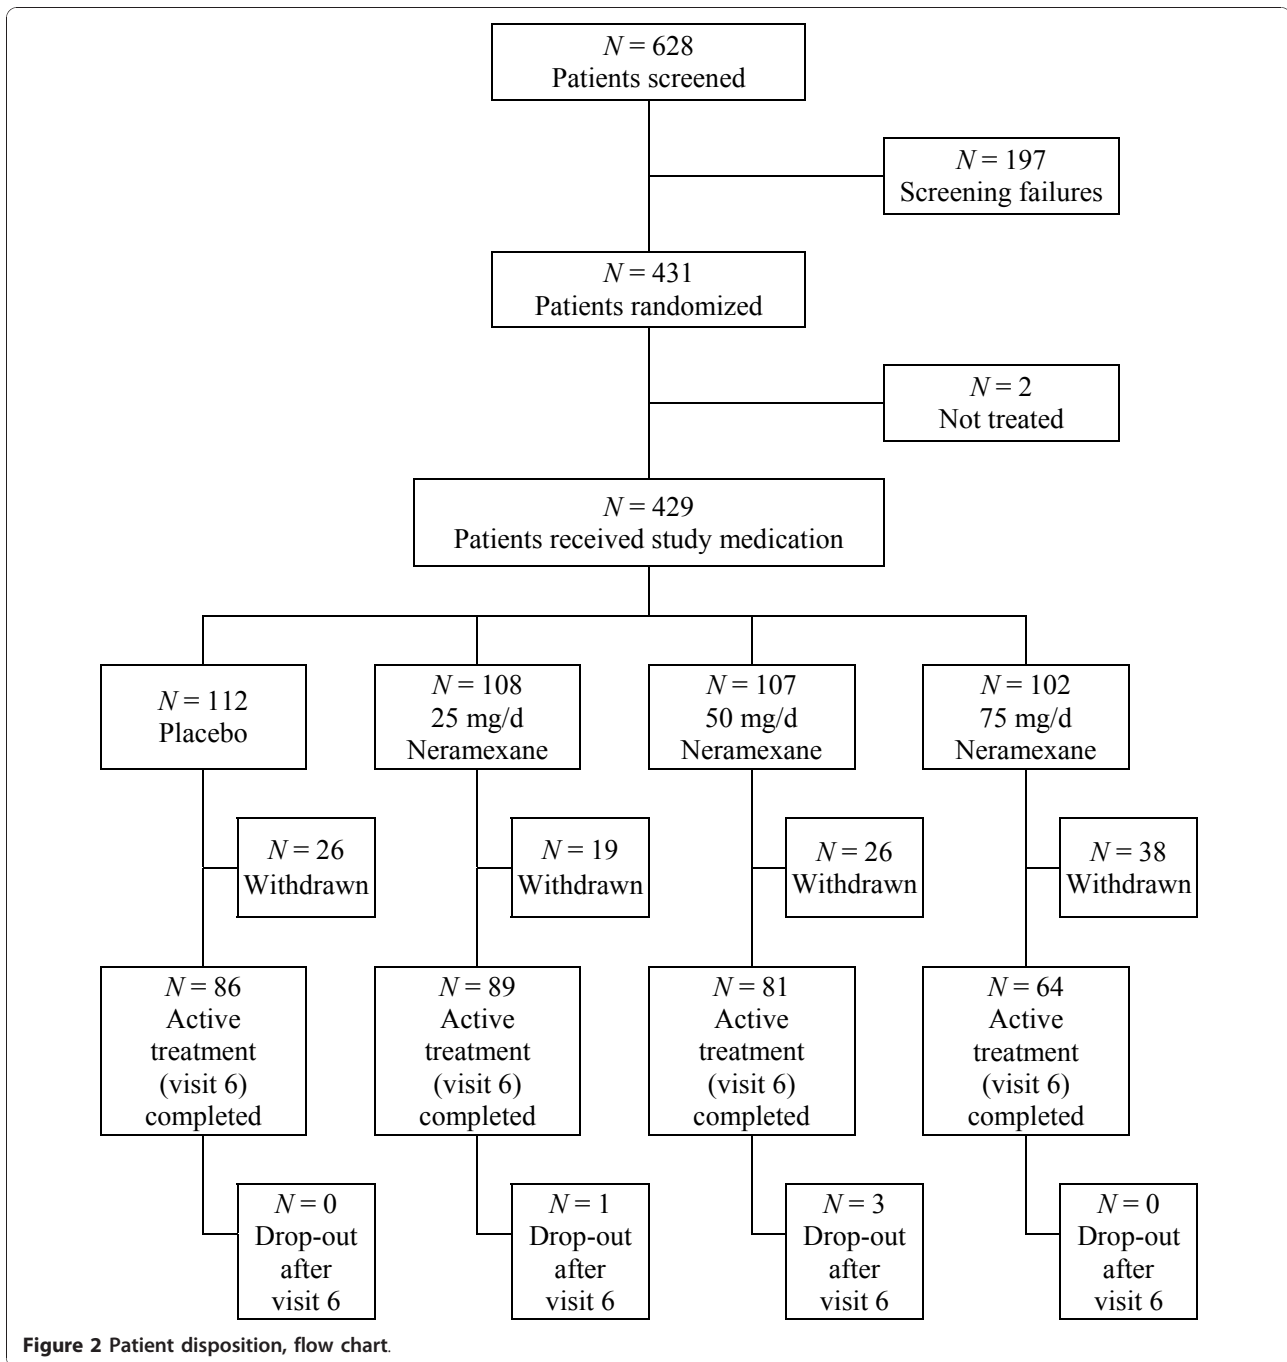 N = 628
Patients screened
N = 197
Screening failures
N = 431
Patients randomized
N = 2
Not treated
N = 429
Patients received study medication
N = 112
Placebo
N = 108
25 mg/d
Neramexane
N = 107
50 mg/d
Neramexane
N = 102
75 mg/d
Neramexane
N = 26
Withdrawn
N = 19
Withdrawn
N = 26
Withdrawn
N = 38
Withdrawn
N = 86
Active
treatment
(visit 6)
completed
N = 89
Active
treatment
(visit 6)
completed
N = 81
Active
treatment
(visit 6)
completed
N = 64
Active
treatment
(visit 6)
completed
N = 0
Drop-out
after
visit 6
N = 1
Drop-out
after
visit 6
N = 3
Drop-out
after
visit 6
N = 0
Drop-out
after
visit 6
Figure 2 Patient disposition, flow chart.